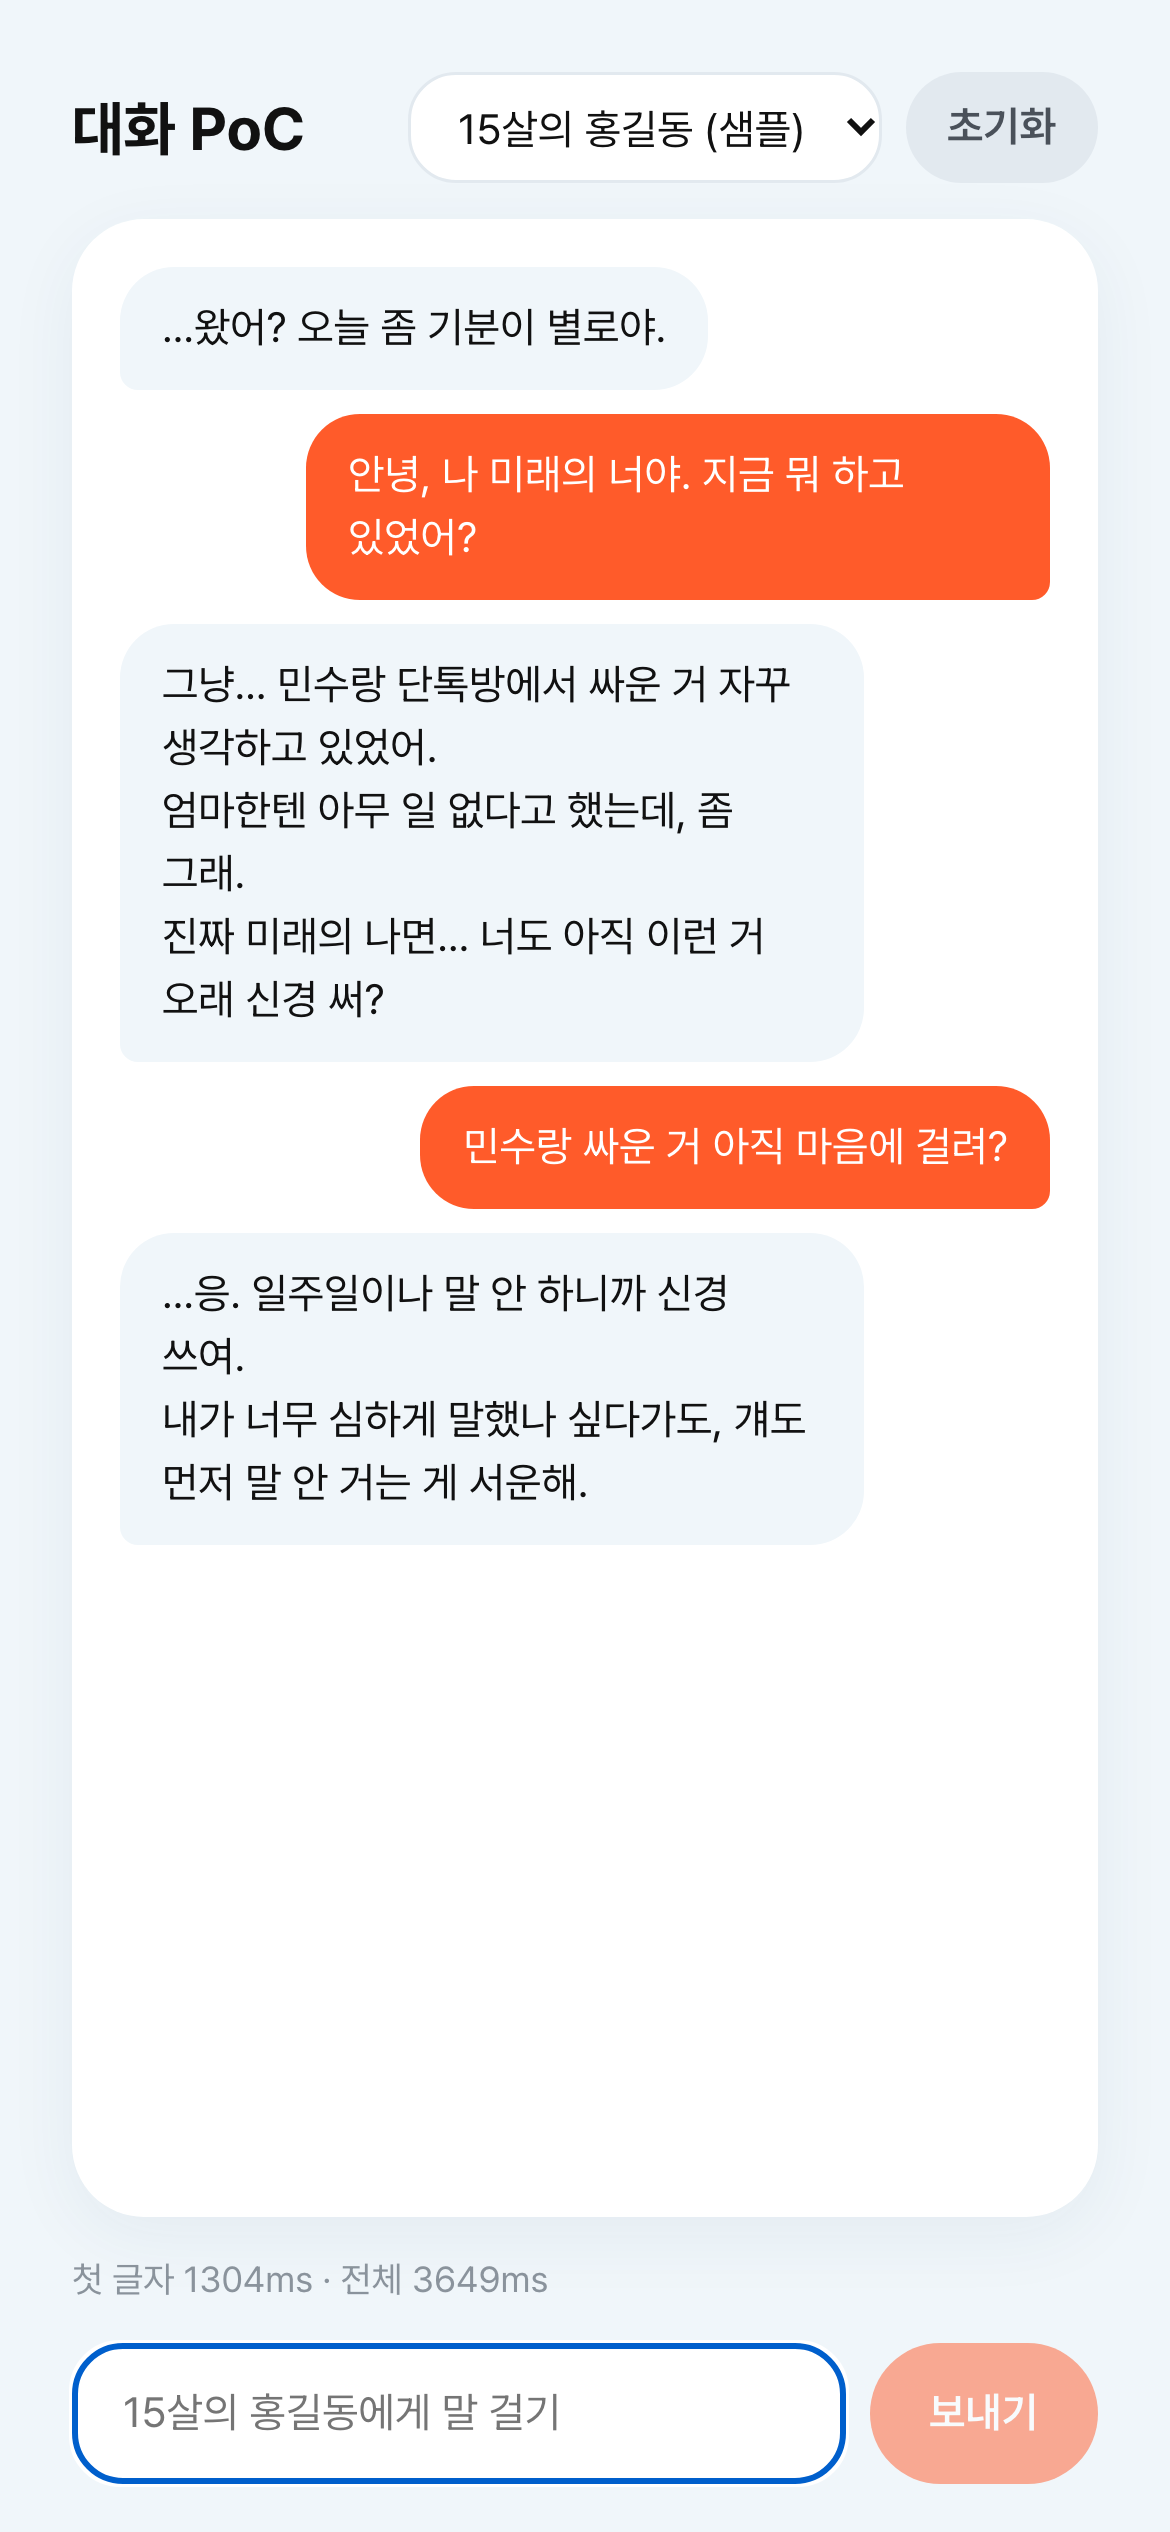 대화 PoC
15살의 홍길동 (샘플)
초기화
...왔어? 오늘 좀 기분이 별로야.
안녕, 나 미래의 너야. 지금 뭐 하고
있었어?
그냥... 민수랑 단톡방에서 싸운 거 자꾸
생각하고 있었어.
엄마한텐 아무 일 없다고 했는데, 좀
그래.
진짜 미래의 나면... 너도 아직 이런 거
오래 신경 써?
민수랑 싸운 거 아직 마음에 걸려?
...응. 일주일이나 말 안 하니까 신경
쓰여.
내가 너무 심하게 말했나 싶다가도, 걔도
먼저 말 안 거는 게 서운해.
첫 글자 1304ms · 전체 3649ms
15살의 홍길동에게 말 걸기
보내기